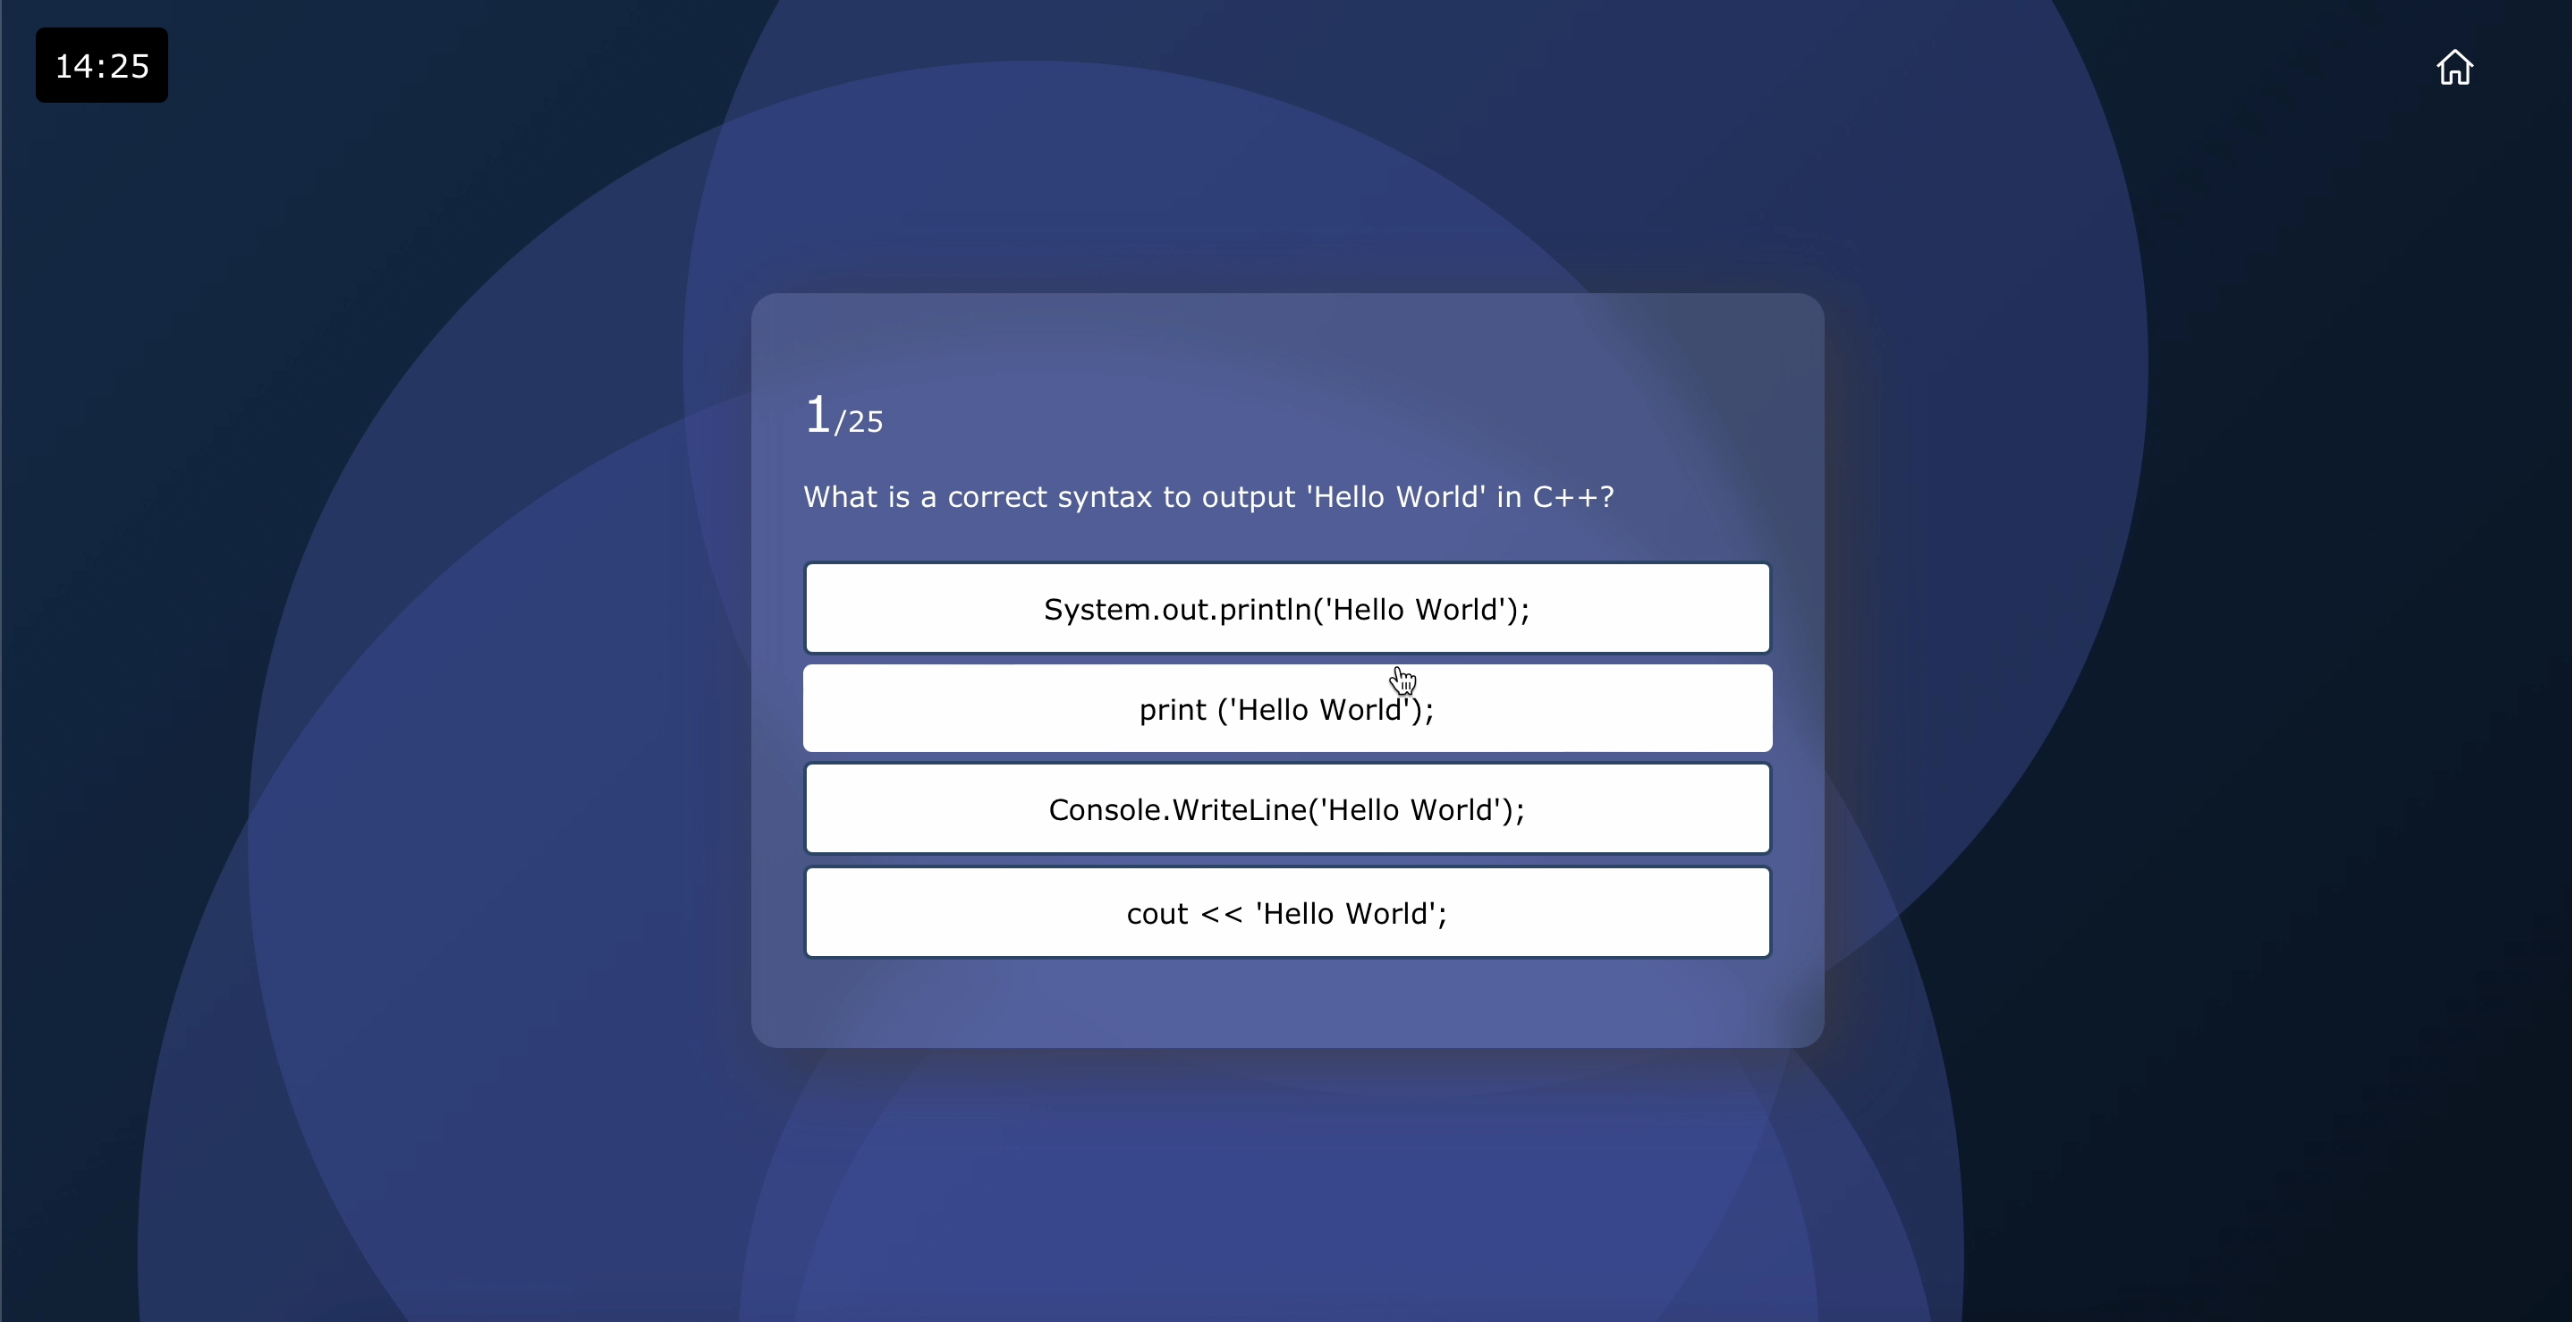 14:25
1/25
What is a correct syntax to output 'Hello World' in C++?
System.out.println('Hello World');
print ('Hello World');
Console.WriteLine('Hello World');
cout << 'Hello World';